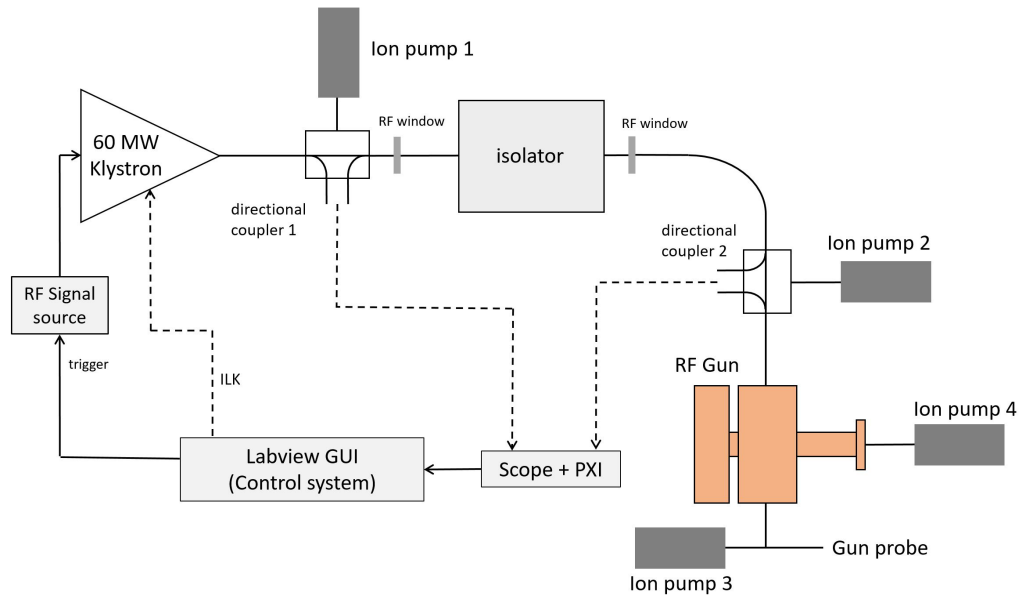 Ion pump 1
60 MW
Klystron
RF window
isolator
RF window
directional
coupler 1
directional
coupler 2
Ion pump 2
RF Signal
source
trigger
ILK
RF Gun
Ion pump 4
Labview GUI
(Control system)
Scope + PXI
Gun probe
Ion pump 3